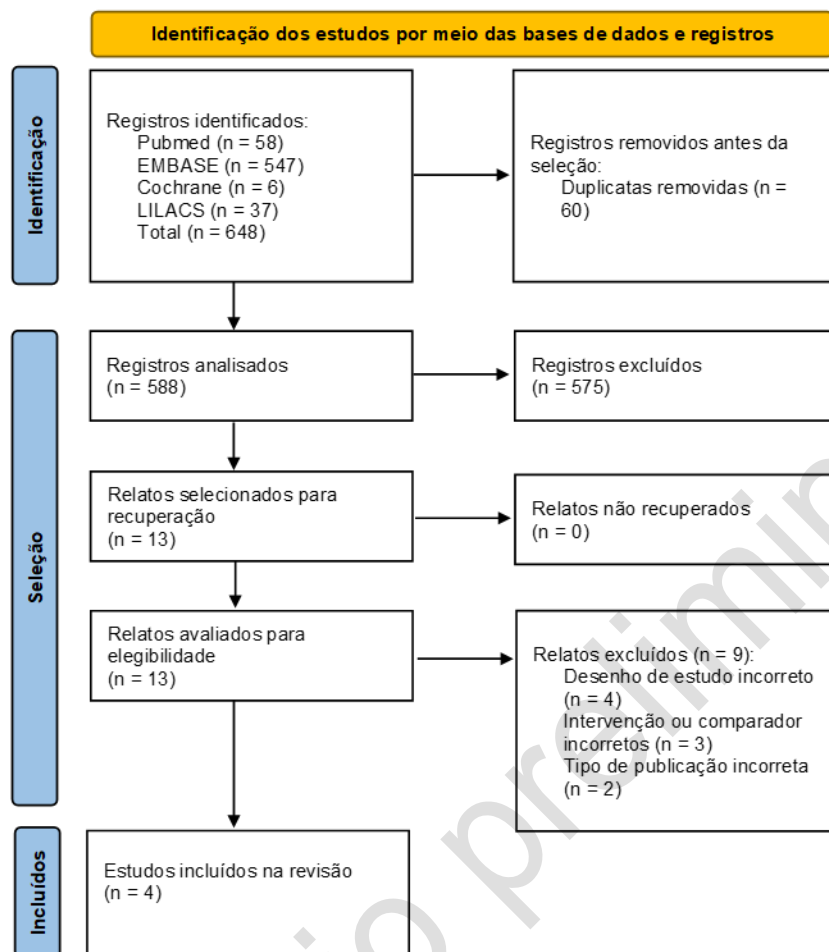 Identificação dos estudos por meio das bases de dados e registros
Identificação
Registros identificados:
Pubmed (n = 58)
EMBASE (n = 547)
Cochrane (n = 6)
LILACS (n = 37)
Total (n = 648)
Registros removidos antes da
seleção:
Duplicatas removidas (n =
60)
Seleção
Registros analisados
(n = 588)
Registros excluídos
(n = 575)
Relatos selecionados para
recuperação
(n = 13)
Relatos não recuperados
(n = 0)
Relatos avaliados para
elegibilidade
(n = 13)
Relatos excluídos (n = 9):
Desenho de estudo incorreto
(n = 4)
Intervenção ou comparador
incorretos (n = 3)
Tipo de publicação incorreta
(n = 2)
Incluídos
Estudos incluídos na revisão
(n = 4)